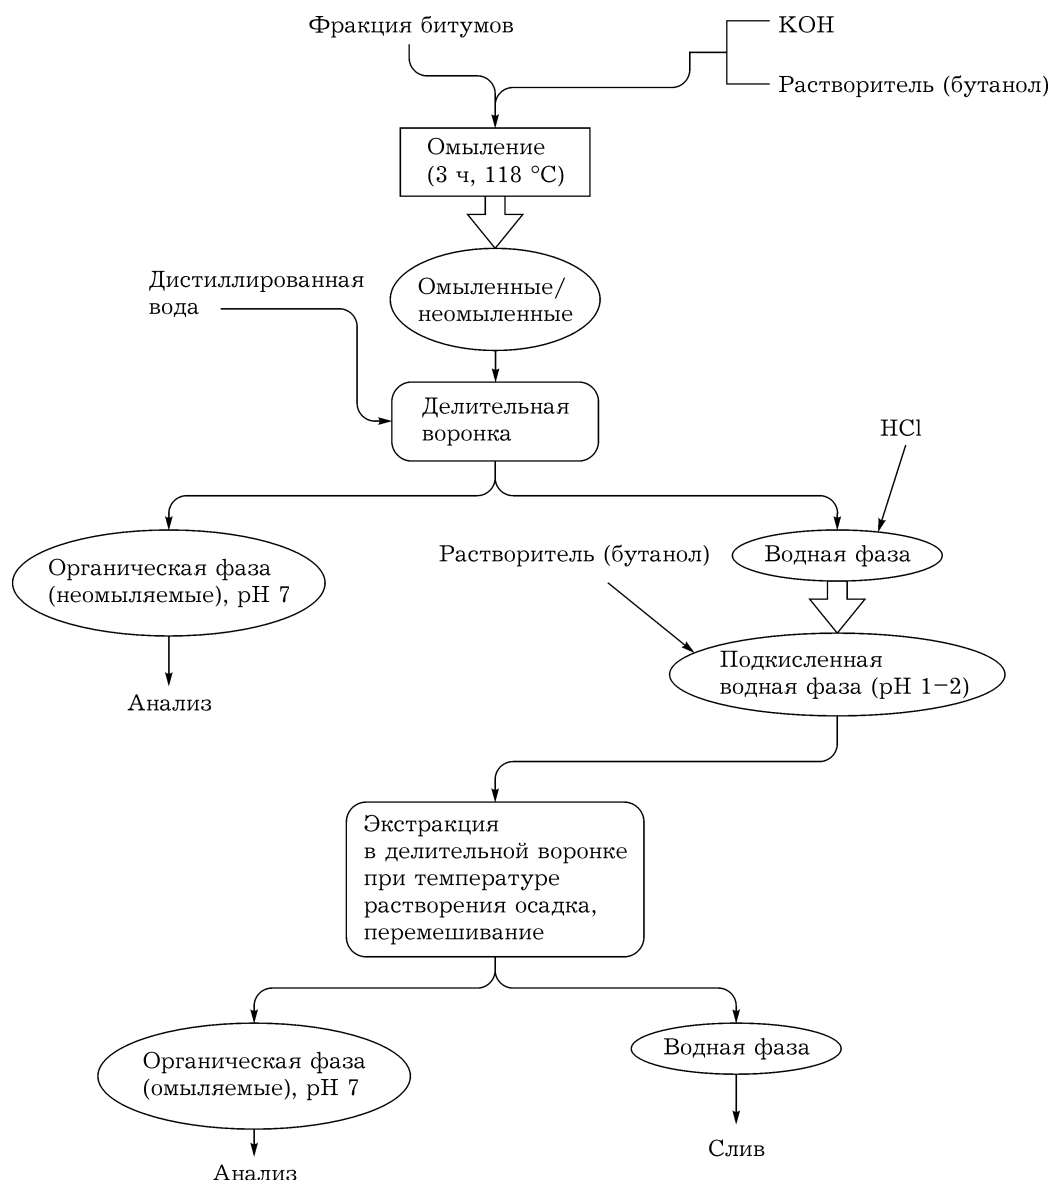 Фракция битумов
KOH
Растворитель (бутанол)
Омыление
(3 ч, 118 °C)
Дистиллированная
вода
Омыленные/
неомыленные
Делительная
воронка
HCl
Органическая фаза
(неомыляемые), pH 7
Растворитель (бутанол)
Водная фаза
Анализ
Подкисленная
водная фаза (pH 1−2)
Экстракция
в делительной воронке
при температуре
растворения осадка,
перемешивание
Органическая фаза
(омыляемые), pH 7
Водная фаза
Анализ
Слив